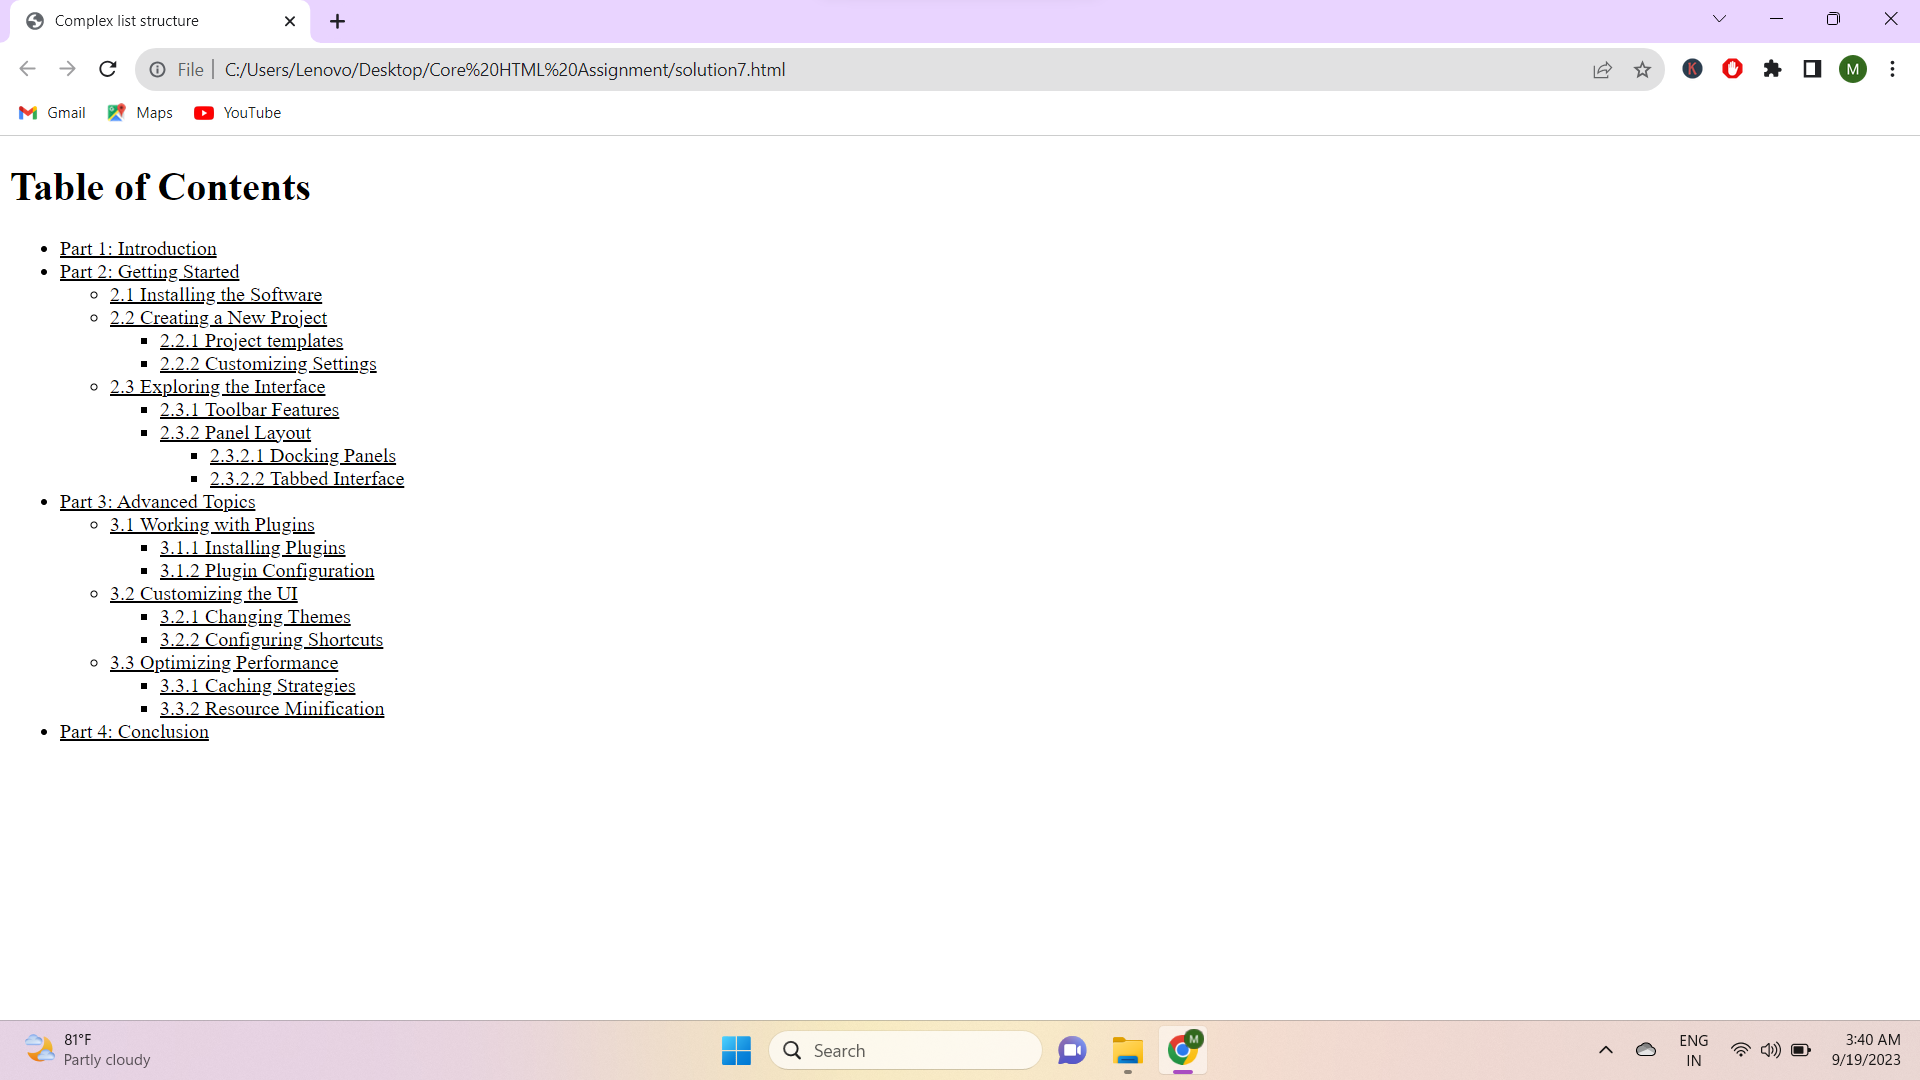 Complex list structure
File
C:/Users/Lenovo/Desktop/Core%20HTML%20Assignment/solution7.html
K
M
Gmail
Maps
YouTube
Table of Contents
Part 1: Introduction
Part 2: Getting Started
2.1 Installing the Software
2.2 Creating a New Project
2.2.1 Project templates
2.2.2 Customizing Settings
2.3 Exploring the Interface
2.3.1 Toolbar Features
2.3.2 Panel Layout
2.3.2.1 Docking Panels
2.3.2.2 Tabbed Interface
Part 3: Advanced Topics
3.1 Working with Plugins
3.1.1 Installing Plugins
3.1.2 Plugin Configuration
3.2 Customizing the UI
3.2.1 Changing Themes
3.2.2 Configuring Shortcuts
3.3 Optimizing Performance
3.3.1 Caching Strategies
3.3.2 Resource Minification
Part 4: Conclusion
81°F
Partly cloudy
Search
M
ENG
IN
3:40 AM
9/19/2023